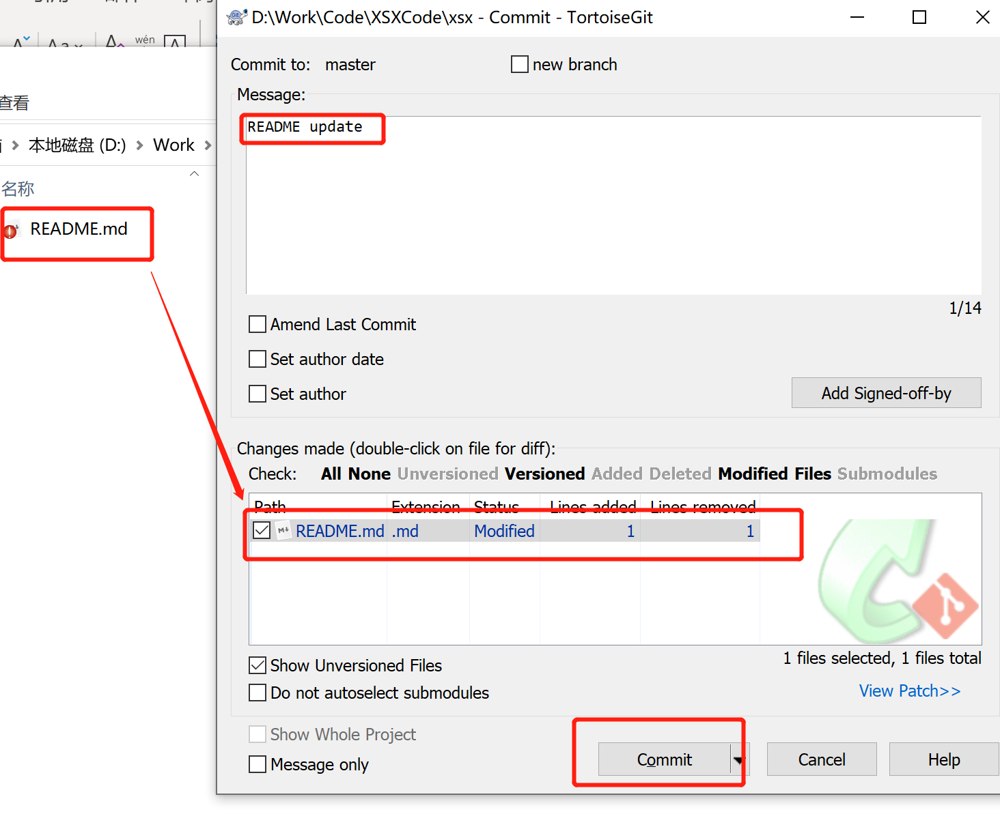 wén
A
查看
本地磁盘 (D:) > Work >
名称
README.md
D:\Work\Code\XSXCode\xsx - Commit - TortoiseGit
Commit to: master
new branch
Message:
README update
1/14
Amend Last Commit
Set author date
Set author
Add Signed-off-by
Changes made (double-click on file for diff):
Check: All None Unversioned Versioned Added Deleted Modified Files Submodules
Path Extension Status Lines added Lines removed
README.md .md Modified 1 1
Show Unversioned Files
1 files selected, 1 files total
Do not autoselect submodules
View Patch>>
Show Whole Project
Message only
Commit
Cancel
Help